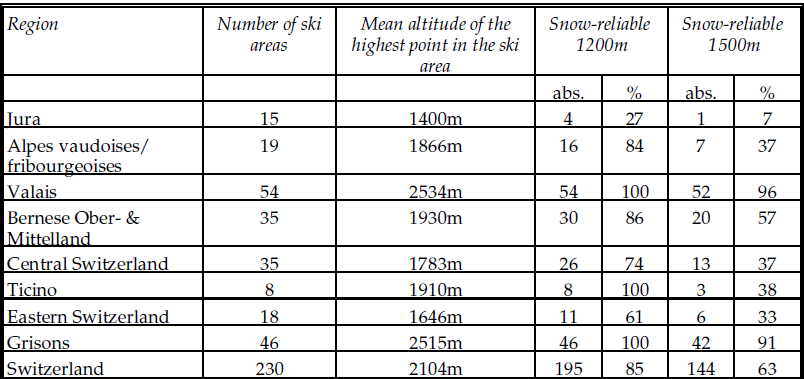 Region Number of ski areas Mean altitude of the highest point in the ski area Snow-reliable 1200m Snow-reliable 1500m
abs. % abs. %
Jura 15 1400m 4 27 1 7
Alpes vaudoises/ fribourgeoises 19 1866m 16 84 7 37
Valais 54 2534m 54 100 52 96
Bernese Ober- & Mittelland 35 1930m 30 86 20 57
Central Switzerland 35 1783m 26 74 13 37
Ticino 8 1910m 8 100 3 38
Eastern Switzerland 18 1646m 11 61 6 33
Grisons 46 2515m 46 100 42 91
Switzerland 230 2104m 195 85 144 63